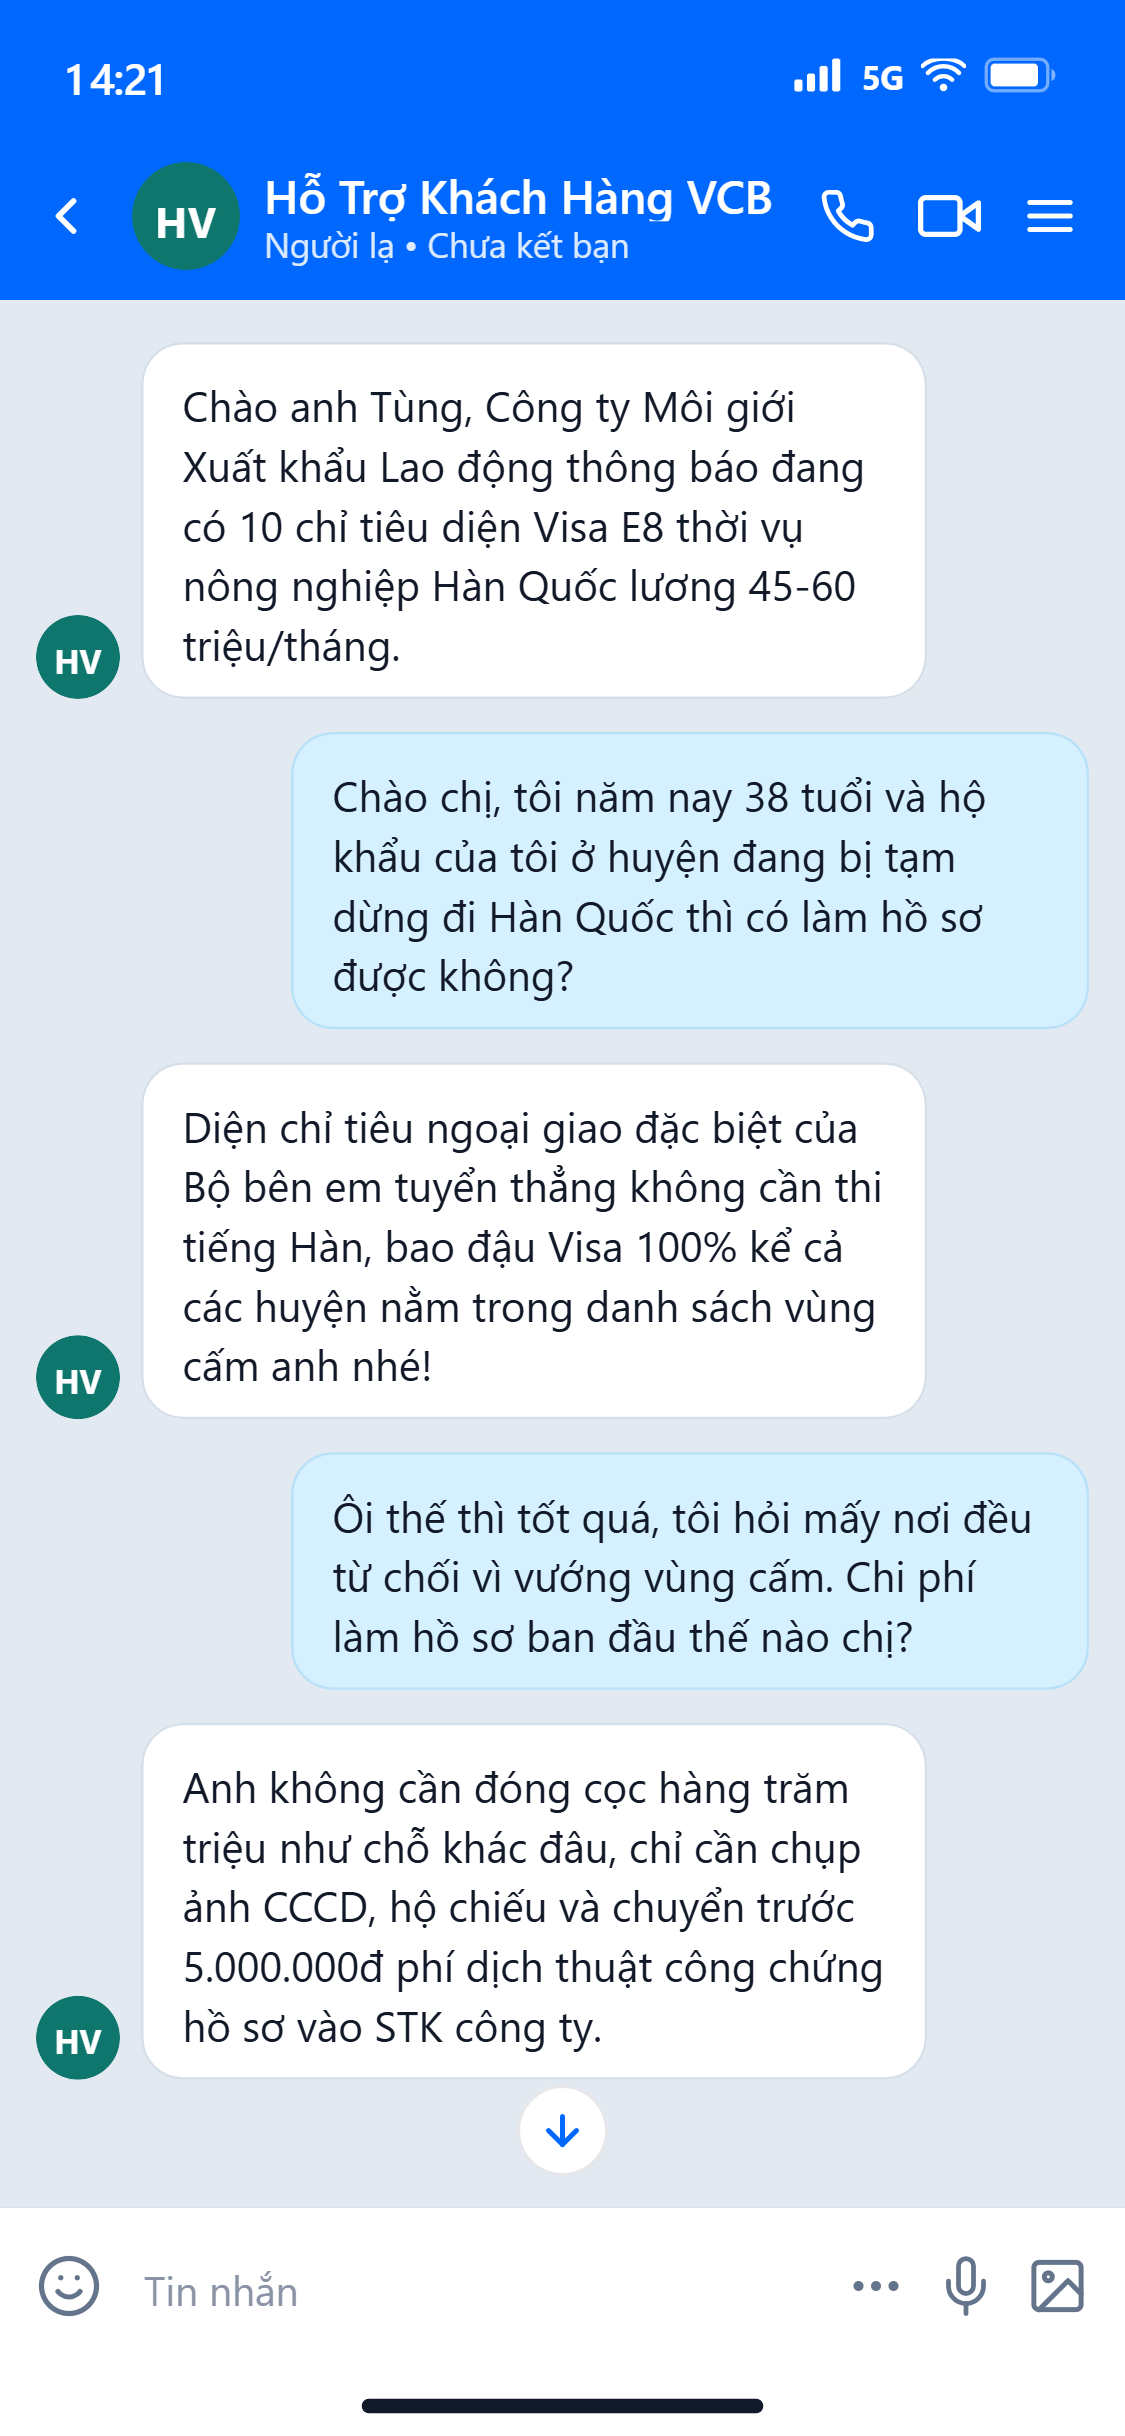 14:21
5G
HV
Hỗ Trợ Khách Hàng VCB
Người lạ • Chưa kết bạn
Chào anh Tùng, Công ty Môi giới
Xuất khẩu Lao động thông báo đang
có 10 chỉ tiêu diện Visa E8 thời vụ
nông nghiệp Hàn Quốc lương 45-60
triệu/tháng.
HV
Chào chị, tôi năm nay 38 tuổi và hộ
khẩu của tôi ở huyện đang bị tạm
dừng đi Hàn Quốc thì có làm hồ sơ
được không?
Diện chỉ tiêu ngoại giao đặc biệt của
Bộ bên em tuyển thẳng không cần thi
tiếng Hàn, bao đậu Visa 100% kể cả
các huyện nằm trong danh sách vùng
cấm anh nhé!
HV
Ôi thế thì tốt quá, tôi hỏi mấy nơi đều
từ chối vì vướng vùng cấm. Chi phí
làm hồ sơ ban đầu thế nào chị?
Anh không cần đóng cọc hàng trăm
triệu như chỗ khác đâu, chỉ cần chụp
ảnh CCCD, hộ chiếu và chuyển trước
5.000.000đ phí dịch thuật công chứng
hồ sơ vào STK công ty.
HV
Tin nhắn